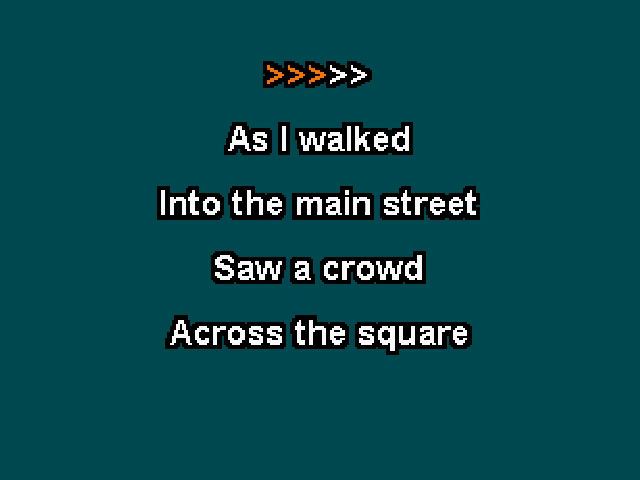 >>>>>
As I walked
Into the main street
Saw a crowd
Across the square